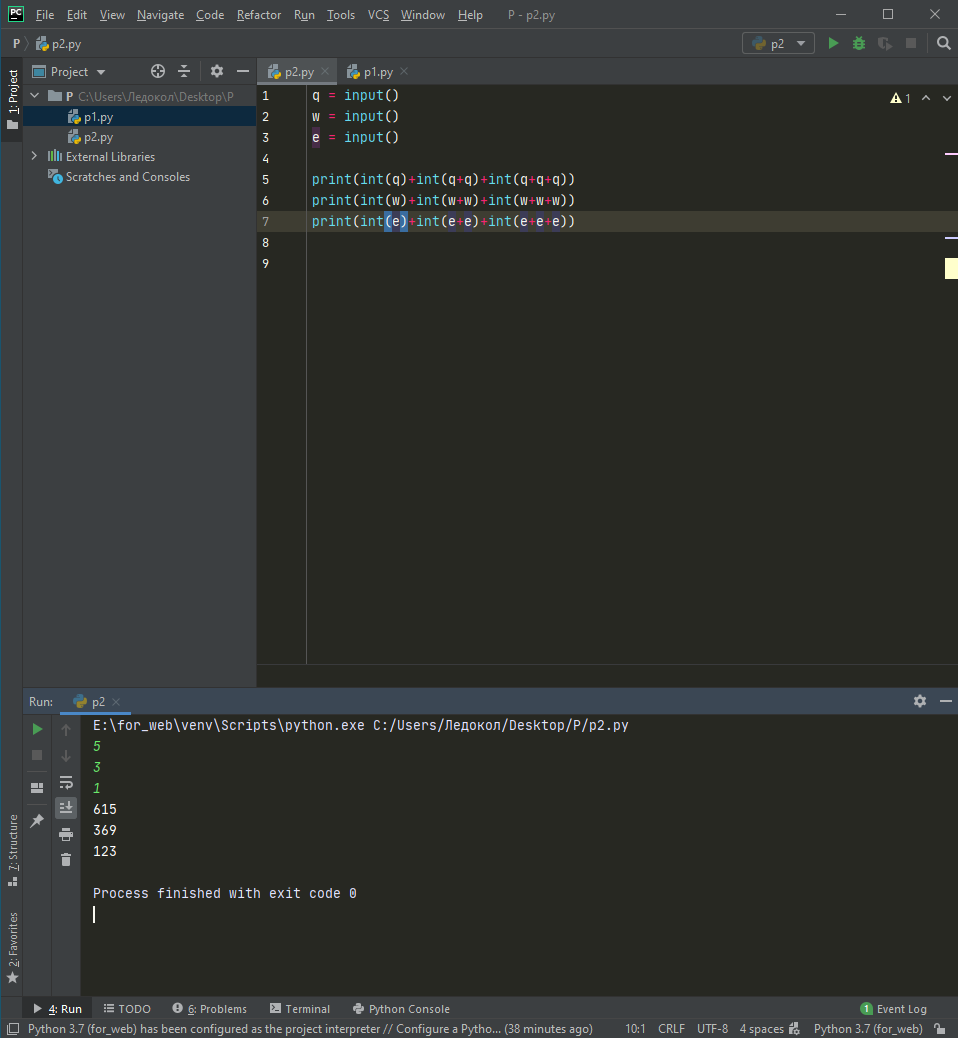 PC File Edit View Navigate Code Refactor Run Tools VCS Window Help P - p2.py
P p2.py p2
1: Project
Project
p2.py p1.py
P C:\Users\Ледокол\Desktop\P
p1.py
p2.py
External Libraries
Scratches and Consoles
1 q = input() 1
2 w = input()
3 e = input()
4
5 print(int(q)+int(q+q)+int(q+q+q))
6 print(int(w)+int(w+w)+int(w+w+w))
7 print(int(e)+int(e+e)+int(e+e+e))
8
9
Run: p2
E:\for_web\venv\Scripts\python.exe C:/Users/Ледокол/Desktop/P/p2.py
5
3
1
615
369
123
Process finished with exit code 0
7: Structure
2: Favorites
4: Run TODO 6: Problems Terminal Python Console 1 Event Log
Python 3.7 (for_web) has been configured as the project interpreter // Configure a Pytho... (38 minutes ago) 10:1 CRLF UTF-8 4 spaces Python 3.7 (for_web)